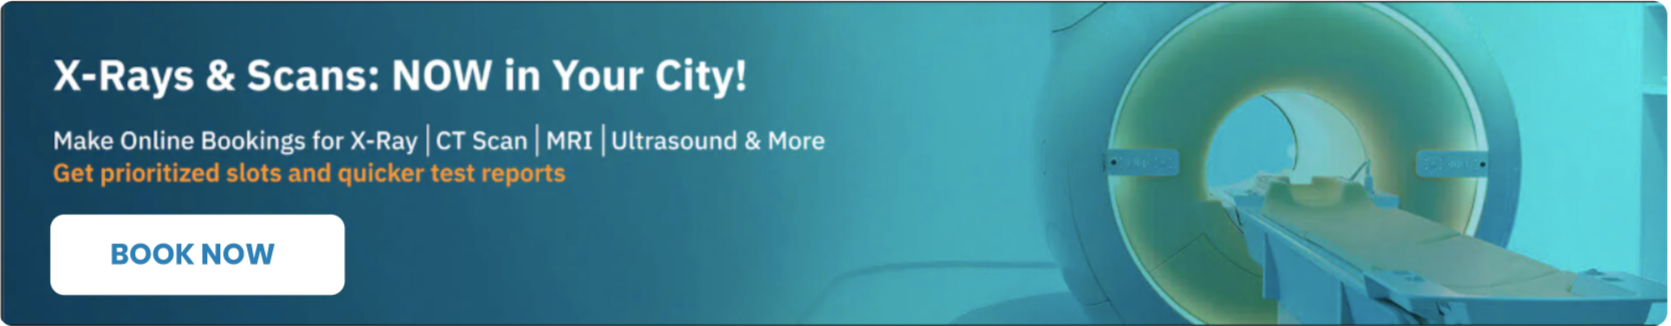 X-Rays & Scans: NOW in Your City!
Make Online Bookings for X-Ray | CT Scan | MRI | Ultrasound & More
Get prioritized slots and quicker test reports
BOOK NOW